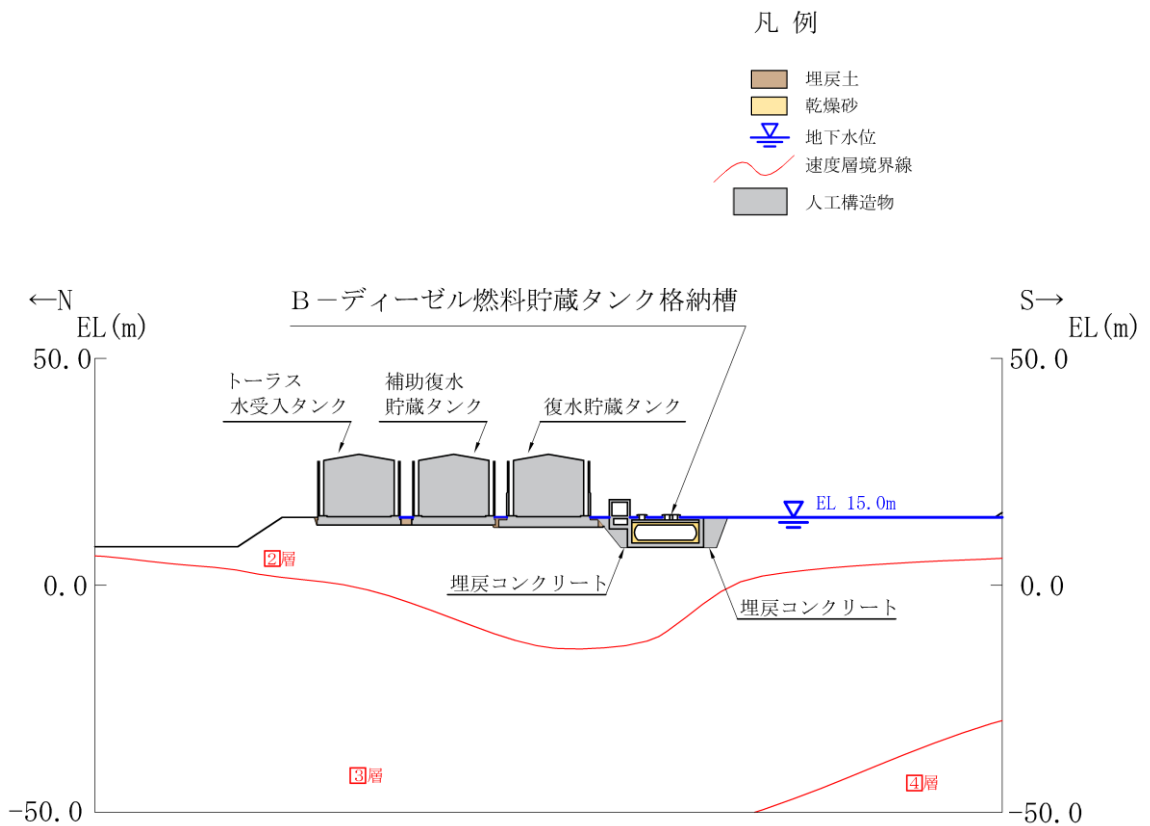 凡 例
埋戻土
乾燥砂
地下水位
速度層境界線
人工構造物
←N
EL(m)
B-ディーゼル燃料貯蔵タンク格納槽
S→
EL(m)
50.0
50.0
トーラス
水受入タンク
補助復水
貯蔵タンク
復水貯蔵タンク
EL 15.0m
②層
0.0
0.0
埋戻コンクリート
埋戻コンクリート
③層
④層
-50.0
-50.0